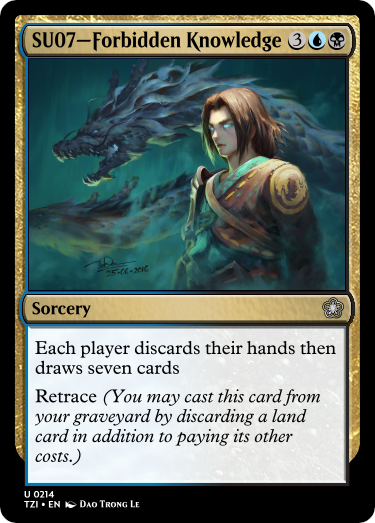 SU07—Forbidden Knowledge 3
Sorcery
Each player discards their hands then
draws seven cards
Retrace (You may cast this card from
your graveyard by discarding a land
card in addition to paying its other
costs.)
U 0214
TZI • EN Dao Trong Le